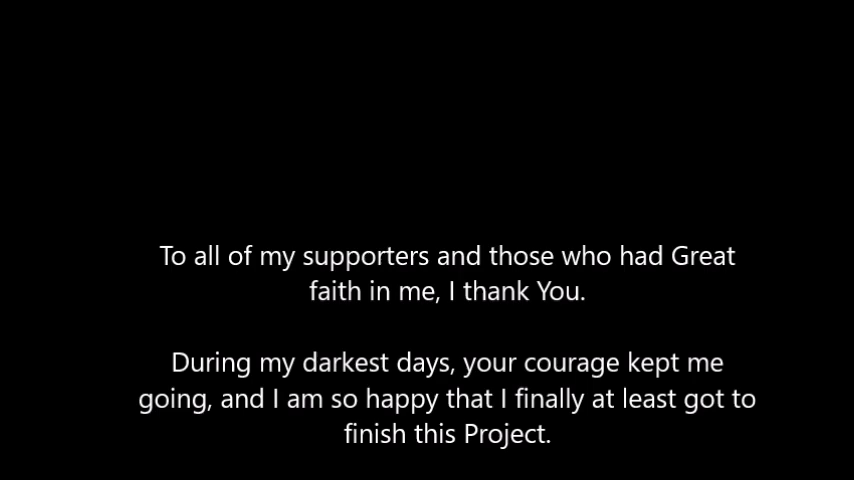 To all of my supporters and those who had Great
faith in me, I thank You.
During my darkest days, your courage kept me
going, and I am so happy that I finally at least got to
finish this Project.